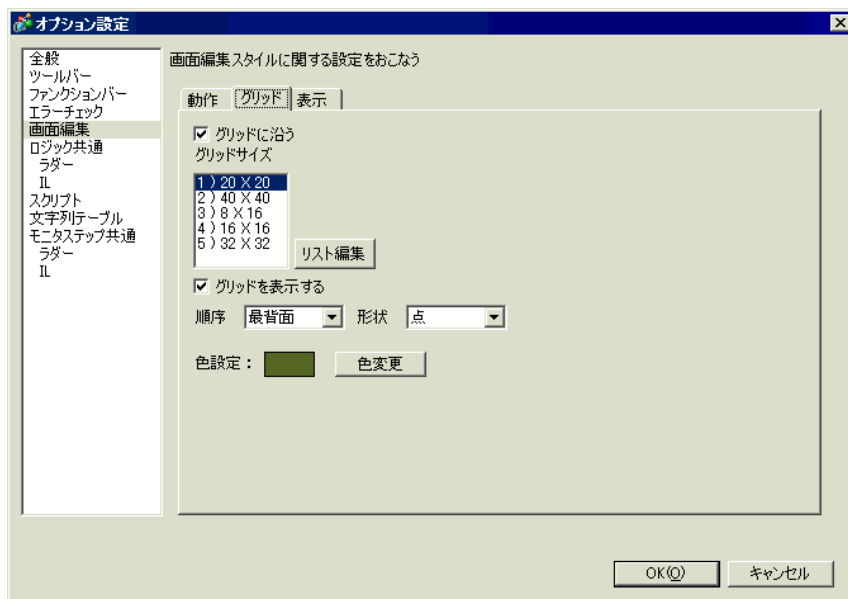 オプション設定
全般
ツールバー
ファンクションバー
エラーチェック
画面編集
ロジック共通
ラダー
IL
スクリプト
文字列テーブル
モニタステップ共通
ラダー
IL
画面編集スタイルに関する設定をおこなう
動作 グリッド 表示
グリッドに沿う
グリッドサイズ
1 ) 20 X 20
2 ) 40 X 40
3 ) 8 X 16
4 ) 16 X 16
5 ) 32 X 32
リスト編集
グリッドを表示する
順序 最背面 形状 点
色設定： 色変更
OK(O) キャンセル